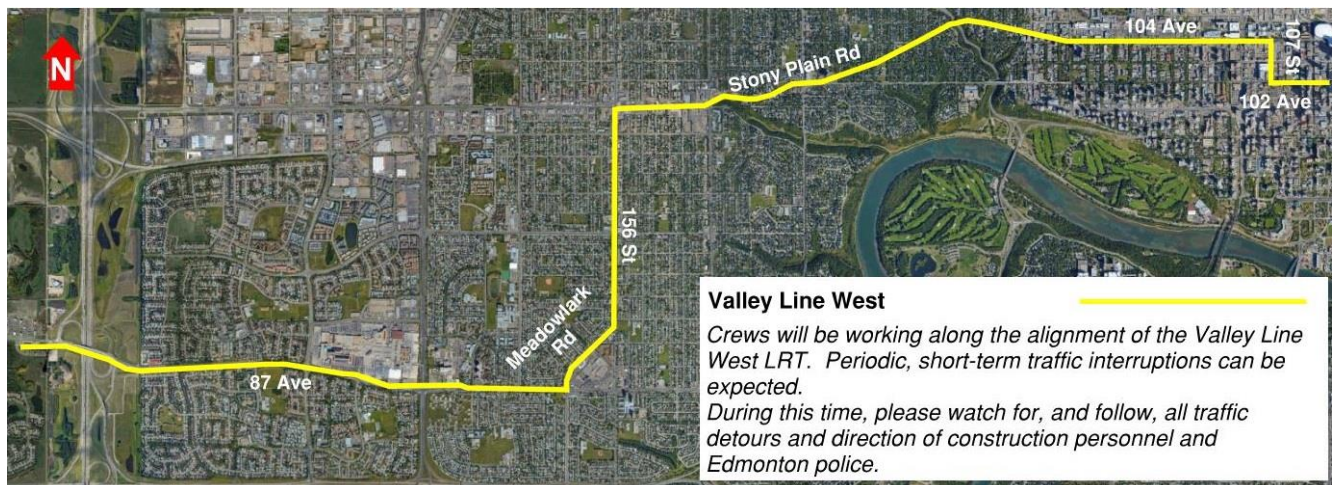 N
104 Ave
107 St
Stony Plain Rd
102 Ave
156 St
Meadowlark
Rd
87 Ave
Valley Line West
Crews will be working along the alignment of the Valley Line
West LRT.  Periodic, short-term traffic interruptions can be
expected.
During this time, please watch for, and follow, all traffic
detours and direction of construction personnel and
Edmonton police.